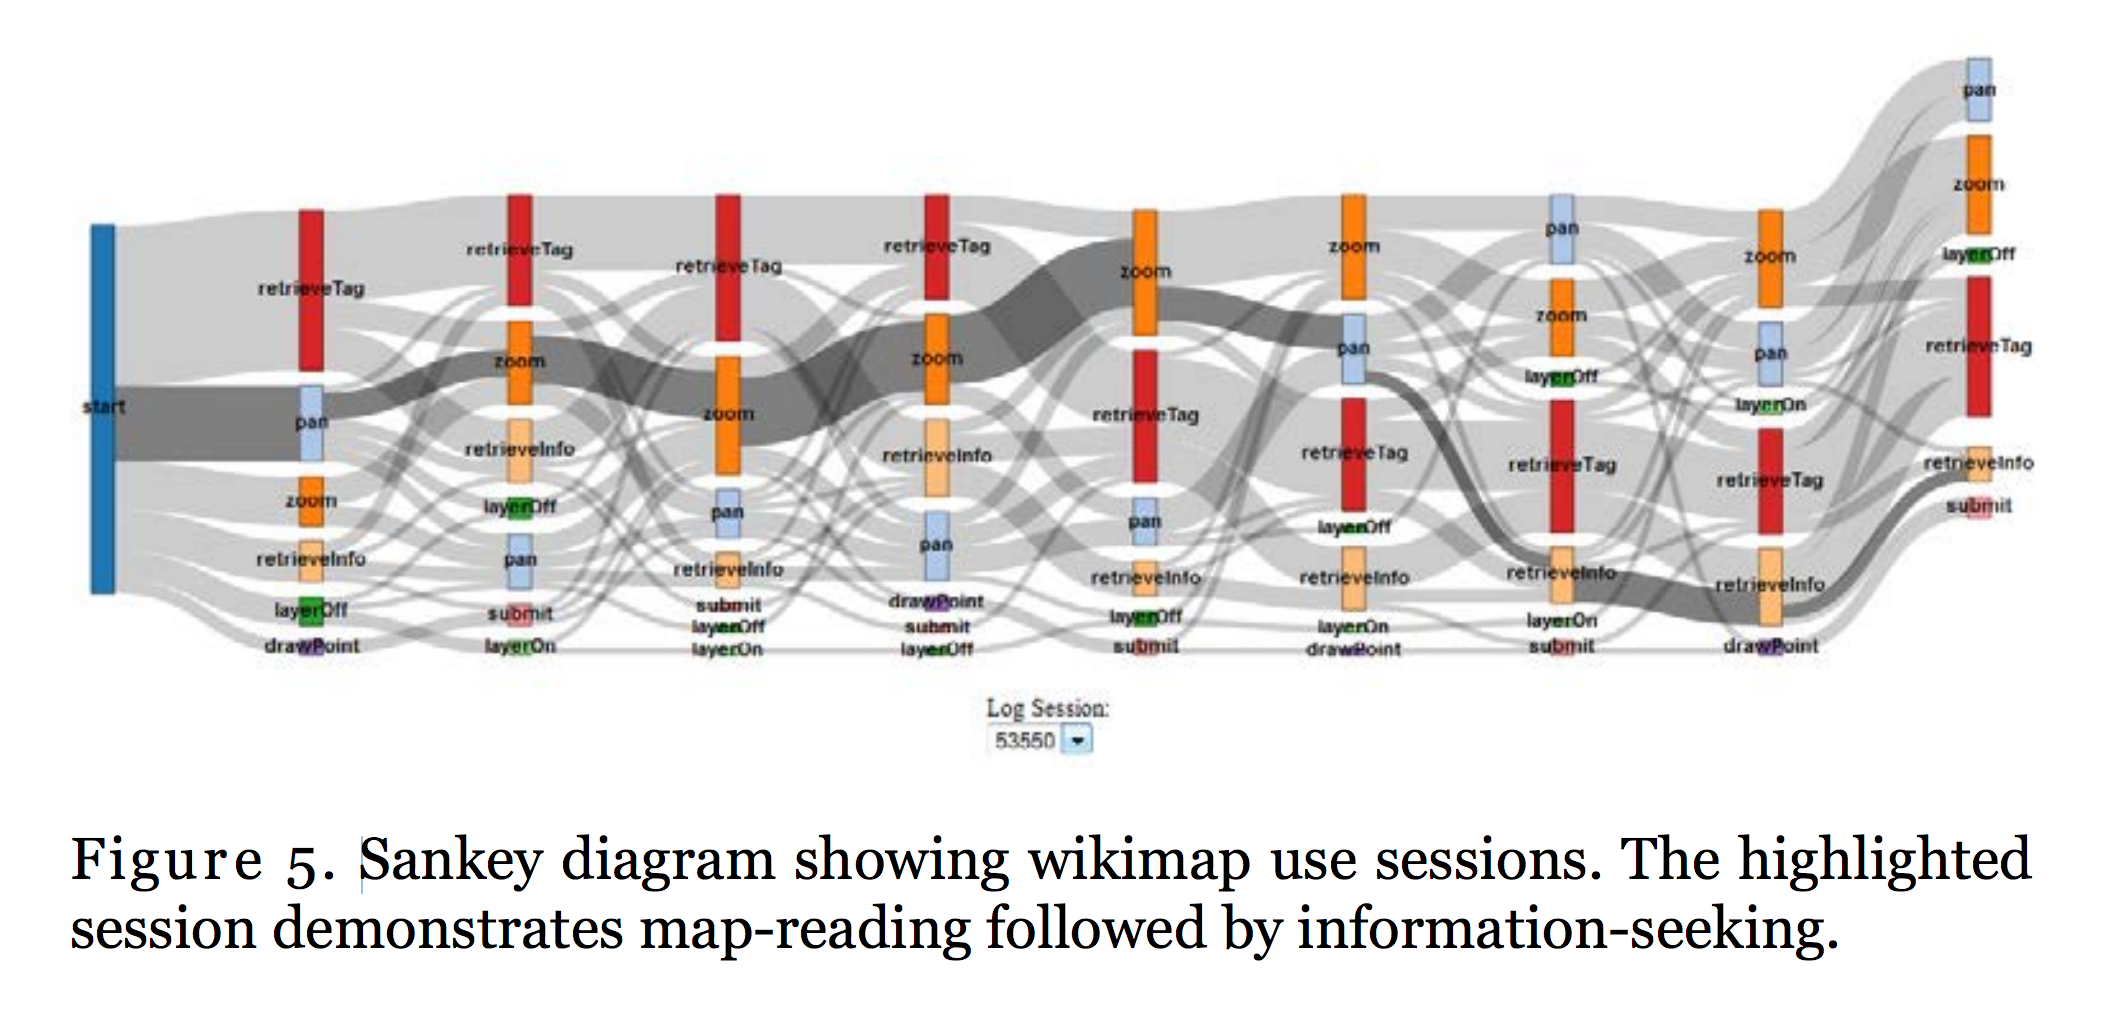 start
retrieveTag
pan
zoom
retrieveInfo
layerOff
drawPoint
retrieveTag
zoom
retrieveInfo
layerOff
pan
submit
layerOn
retrieveTag
zoom
pan
retrieveInfo
submit
layerOff
layerOn
retrieveTag
zoom
retrieveInfo
pan
drawPoint
submit
layerOff
zoom
retrieveTag
pan
retrieveInfo
layerOff
submit
zoom
pan
retrieveTag
layerOff
retrieveInfo
layerOn
drawPoint
pan
zoom
layerOff
retrieveTag
retrieveInfo
layerOn
submit
zoom
pan
layerOn
retrieveTag
retrieveInfo
drawPoint
pan
zoom
layerOff
retrieveTag
retrieveInfo
submit
Log Session:
53550
Figure 5. Sankey diagram showing wikimap use sessions. The highlighted
session demonstrates map-reading followed by information-seeking.